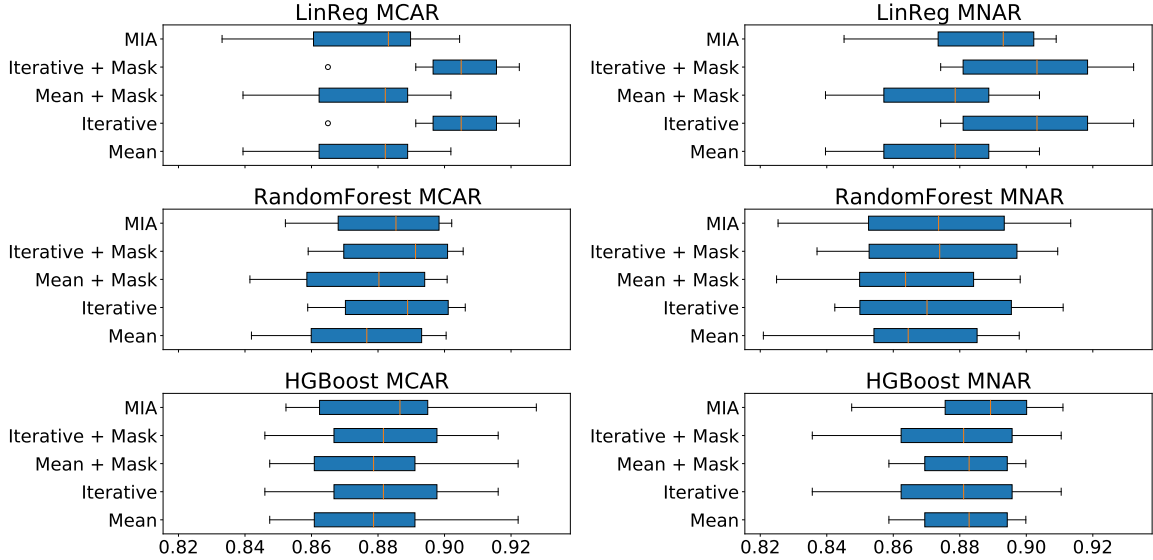 LinReg MCAR
MIA
Iterative + Mask
Mean + Mask
Iterative
Mean
LinReg MNAR
MIA
Iterative + Mask
Mean + Mask
Iterative
Mean
RandomForest MCAR
MIA
Iterative + Mask
Mean + Mask
Iterative
Mean
RandomForest MNAR
MIA
Iterative + Mask
Mean + Mask
Iterative
Mean
HGBoost MCAR
MIA
Iterative + Mask
Mean + Mask
Iterative
Mean
0.82 0.84 0.86 0.88 0.90 0.92
HGBoost MNAR
MIA
Iterative + Mask
Mean + Mask
Iterative
Mean
0.82 0.84 0.86 0.88 0.90 0.92